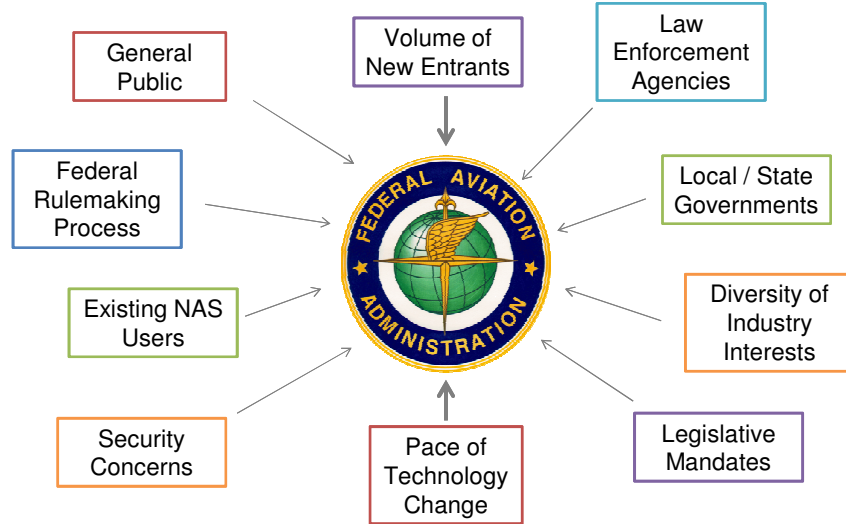 General
Public
Volume of
New Entrants
Law
Enforcement
Agencies
Federal
Rulemaking
Process
FEDERAL AVIATION
ADMINISTRATION
Local / State
Governments
Existing NAS
Users
Diversity of
Industry
Interests
Security
Concerns
Pace of
Technology
Change
Legislative
Mandates